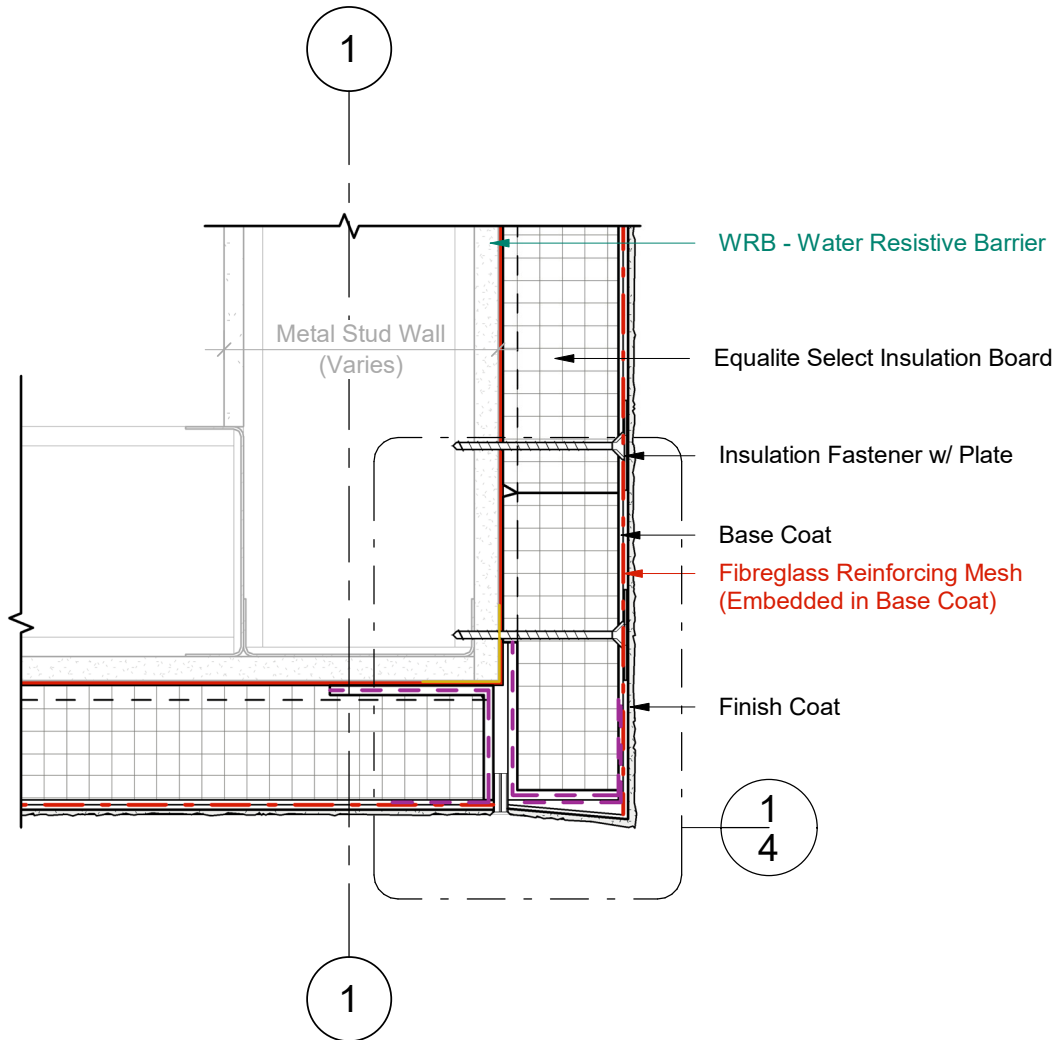 1
WRB - Water Resistive Barrier
Metal Stud Wall
(Varies)
Equalite Select Insulation Board
Insulation Fastener w/ Plate
Base Coat
Fibreglass Reinforcing Mesh
(Embedded in Base Coat)
Finish Coat
1
4
1